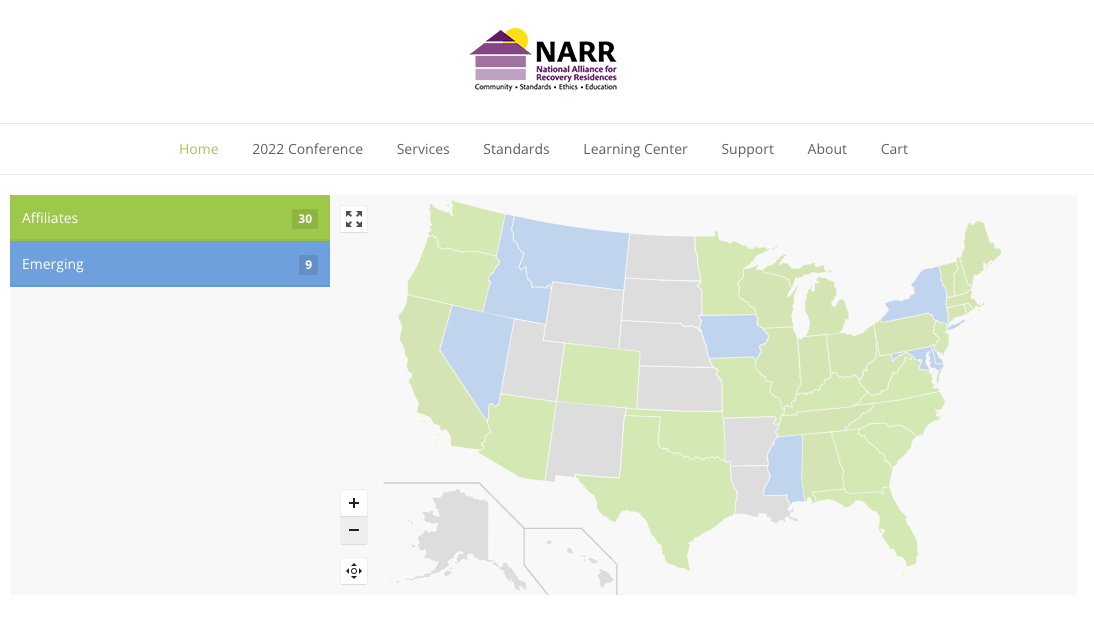 NARR
National Alliance for
Recovery Residences
Community • Standards • Ethics • Education
Home 2022 Conference Services Standards Learning Center Support About Cart
Affiliates 30
Emerging 9
+
−